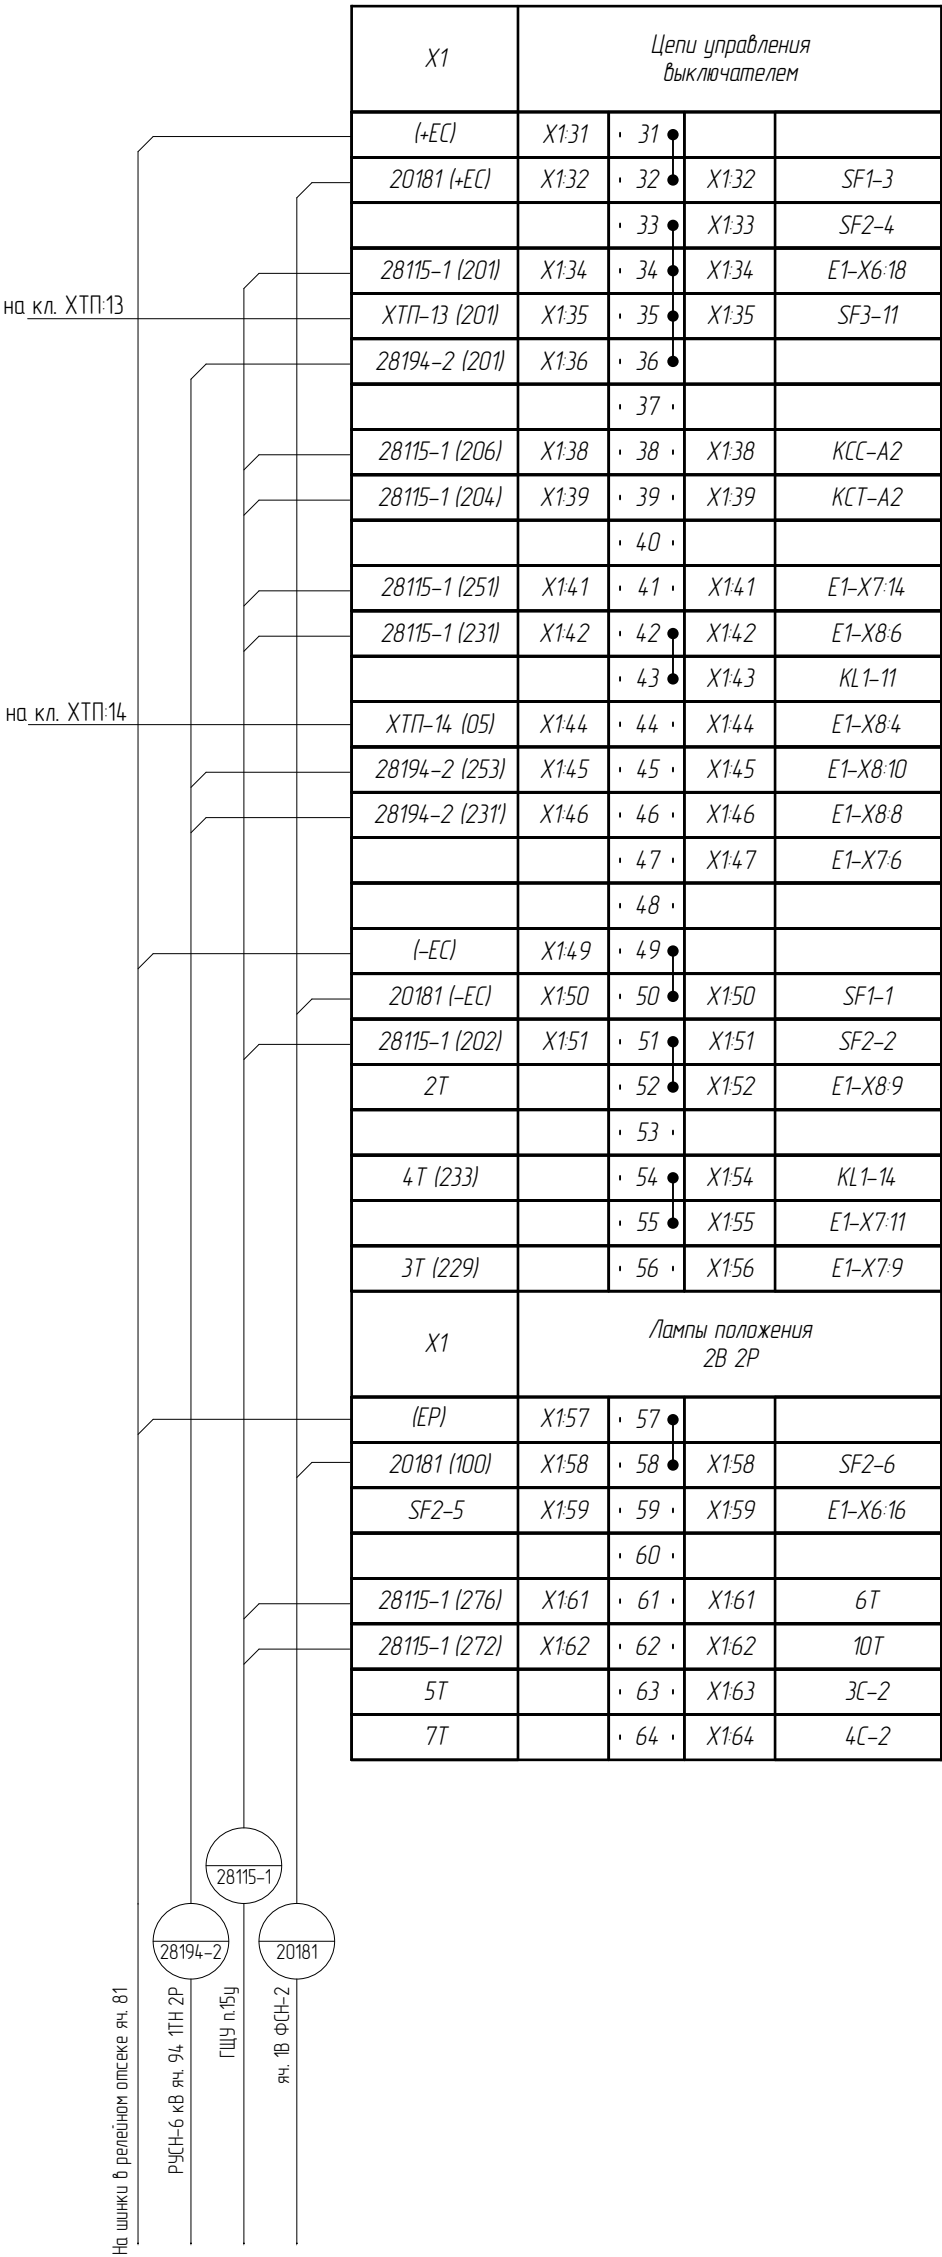 X1 Цепи управления
выключателем
(+EC) X1:31 31
20181 (+EC) X1:32 32 X1:32 SF1-3
33 X1:33 SF2-4
28115-1 (201) X1:34 34 X1:34 E1-X6:18
на кл. ХТП:13
ХТП-13 (201) X1:35 35 X1:35 SF3-11
28194-2 (201) X1:36 36
37
28115-1 (206) X1:38 38 X1:38 KCC-A2
28115-1 (204) X1:39 39 X1:39 KCT-A2
40
28115-1 (251) X1:41 41 X1:41 E1-X7:14
28115-1 (231) X1:42 42 X1:42 E1-X8:6
43 X1:43 KL1-11
на кл. ХТП:14
ХТП-14 (05) X1:44 44 X1:44 E1-X8:4
28194-2 (253) X1:45 45 X1:45 E1-X8:10
28194-2 (231') X1:46 46 X1:46 E1-X8:8
47 X1:47 E1-X7:6
48
(-EC) X1:49 49
20181 (-EC) X1:50 50 X1:50 SF1-1
28115-1 (202) X1:51 51 X1:51 SF2-2
2T 52 X1:52 E1-X8:9
53
4T (233) 54 X1:54 KL1-14
55 X1:55 E1-X7:11
3T (229) 56 X1:56 E1-X7:9
X1 Лампы положения
2В 2Р
(EP) X1:57 57
20181 (100) X1:58 58 X1:58 SF2-6
SF2-5 X1:59 59 X1:59 E1-X6:16
60
28115-1 (276) X1:61 61 X1:61 6T
28115-1 (272) X1:62 62 X1:62 10T
5T 63 X1:63 3C-2
7T 64 X1:64 4C-2
28115-1
28194-2
20181
На шинки в релейном отсеке яч. 81
РУСН-6 кВ яч. 94 1ТН 2Р
ГЩУ п.15у
яч. 1В ФСН-2